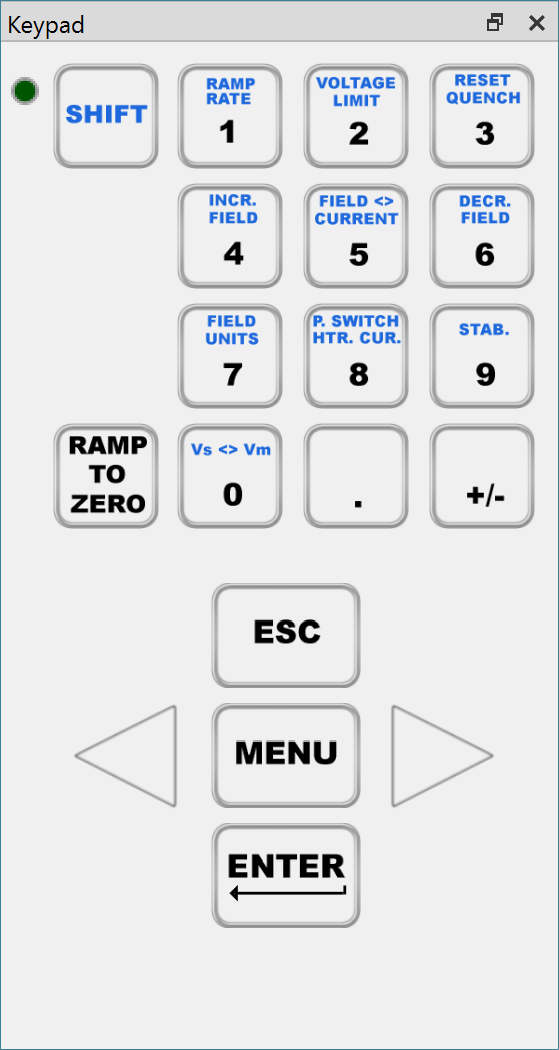 Keypad
SHIFT
RAMP
RATE
1
VOLTAGE
LIMIT
2
RESET
QUENCH
3
INCR.
FIELD
4
FIELD <>
CURRENT
5
DECR.
FIELD
6
FIELD
UNITS
7
P. SWITCH
HTR. CUR.
8
STAB.
9
RAMP
TO
ZERO
Vs <> Vm
0
.
+/-
ESC
MENU
ENTER